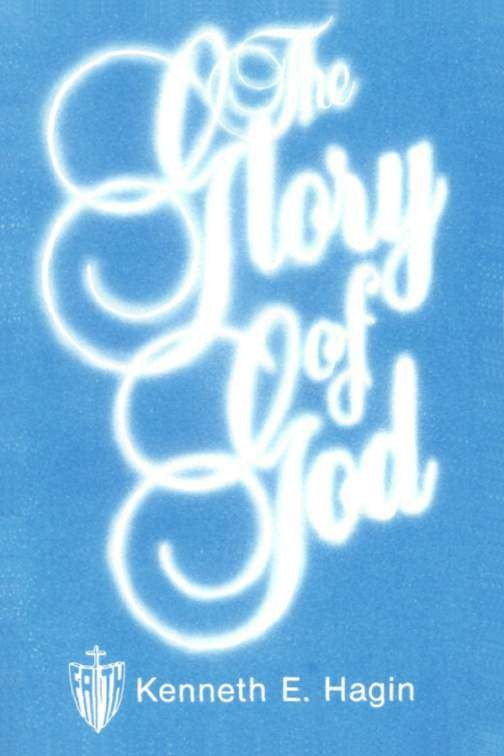 The
Glory
of
God
FAITH
Kenneth E. Hagin